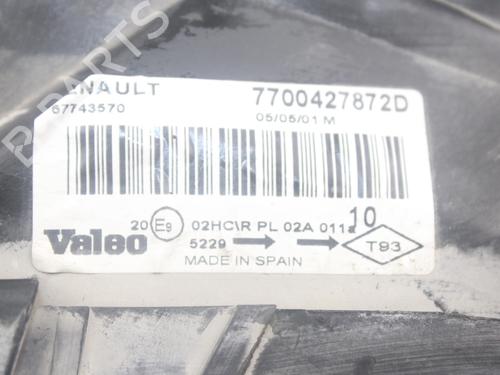 ENAULT 7700427872D
67743570 05/05/01 M
10
20 E9 02HC\R PL 02A 011
Valeo 5229 T93
MADE IN SPAIN
B PARTS